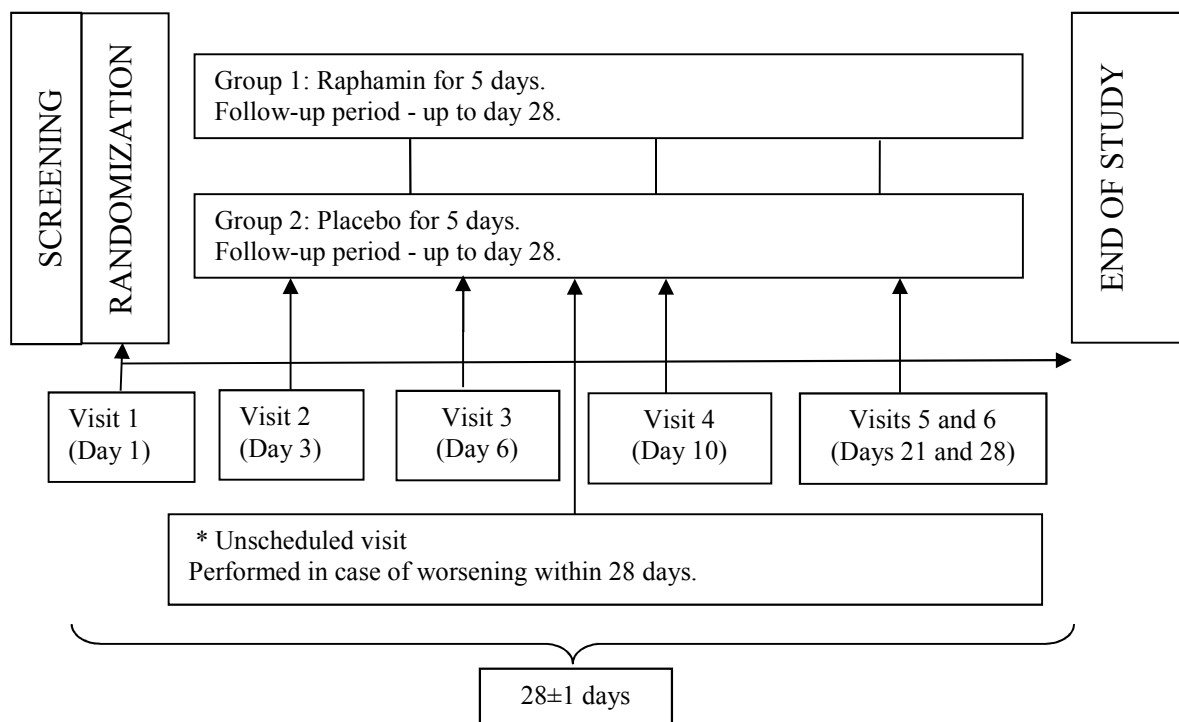 SCREENING
RANDOMIZATION
Group 1: Raphamin for 5 days.
Follow-up period - up to day 28.
Group 2: Placebo for 5 days.
Follow-up period - up to day 28.
END OF STUDY
Visit 1
(Day 1)
Visit 2
(Day 3)
Visit 3
(Day 6)
Visit 4
(Day 10)
Visits 5 and 6
(Days 21 and 28)
* Unscheduled visit
Performed in case of worsening within 28 days.
28±1 days